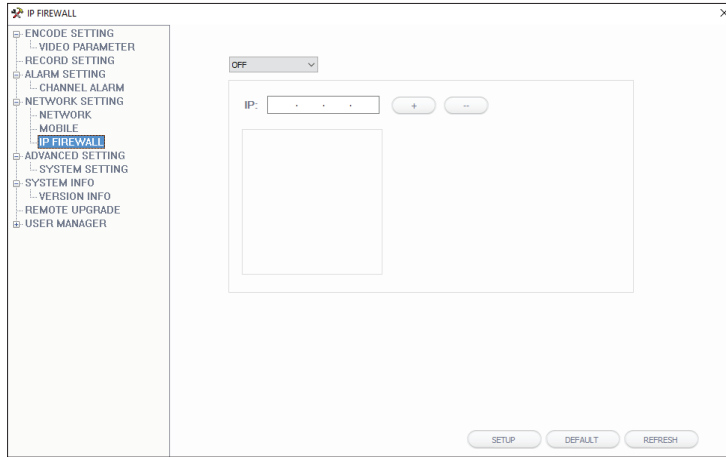 IP FIREWALL
ENCODE SETTING
VIDEO PARAMETER
RECORD SETTING
ALARM SETTING
CHANNEL ALARM
NETWORK SETTING
NETWORK
MOBILE
IP FIREWALL
ADVANCED SETTING
SYSTEM SETTING
SYSTEM INFO
VERSION INFO
REMOTE UPGRADE
USER MANAGER
OFF
IP: . . . + --
SETUP DEFAULT REFRESH